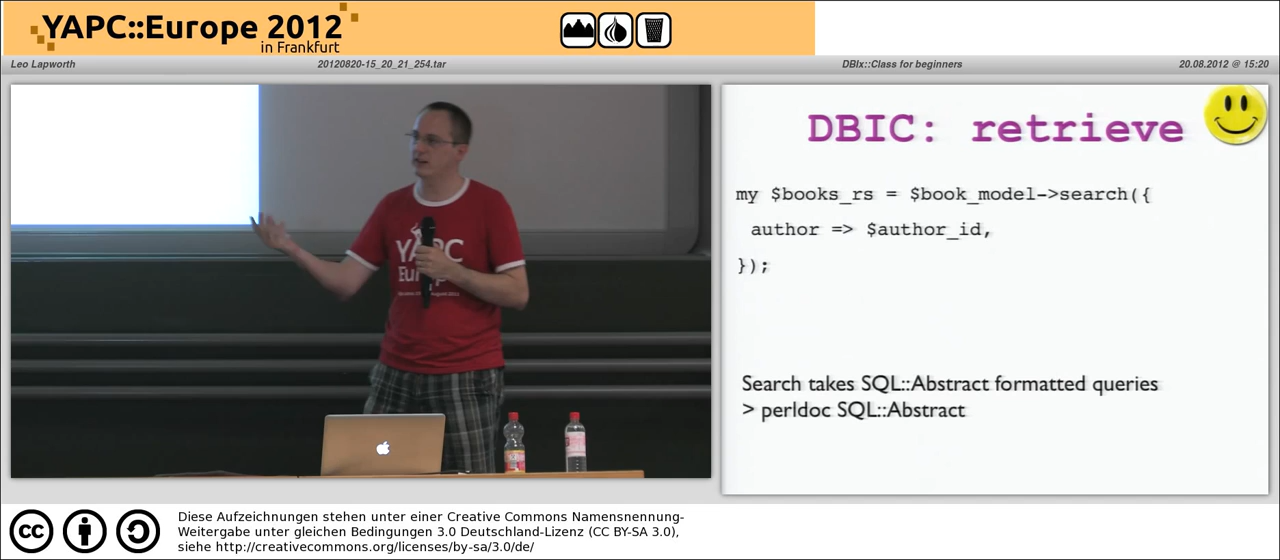 YAPC::Europe 2012
in Frankfurt
Leo Lapworth
20120820-15_20_21_254.tar
DBIx::Class for beginners
20.08.2012 @ 15:20
YAPC
DBIC: retrieve
my $books_rs = $book_model->search({
author => $author_id,
});
Search takes SQL::Abstract formatted queries
> perldoc SQL::Abstract
cc
Diese Aufzeichnungen stehen unter einer Creative Commons Namensnennung-
Weitergabe unter gleichen Bedingungen 3.0 Deutschland-Lizenz (CC BY-SA 3.0),
siehe http://creativecommons.org/licenses/by-sa/3.0/de/